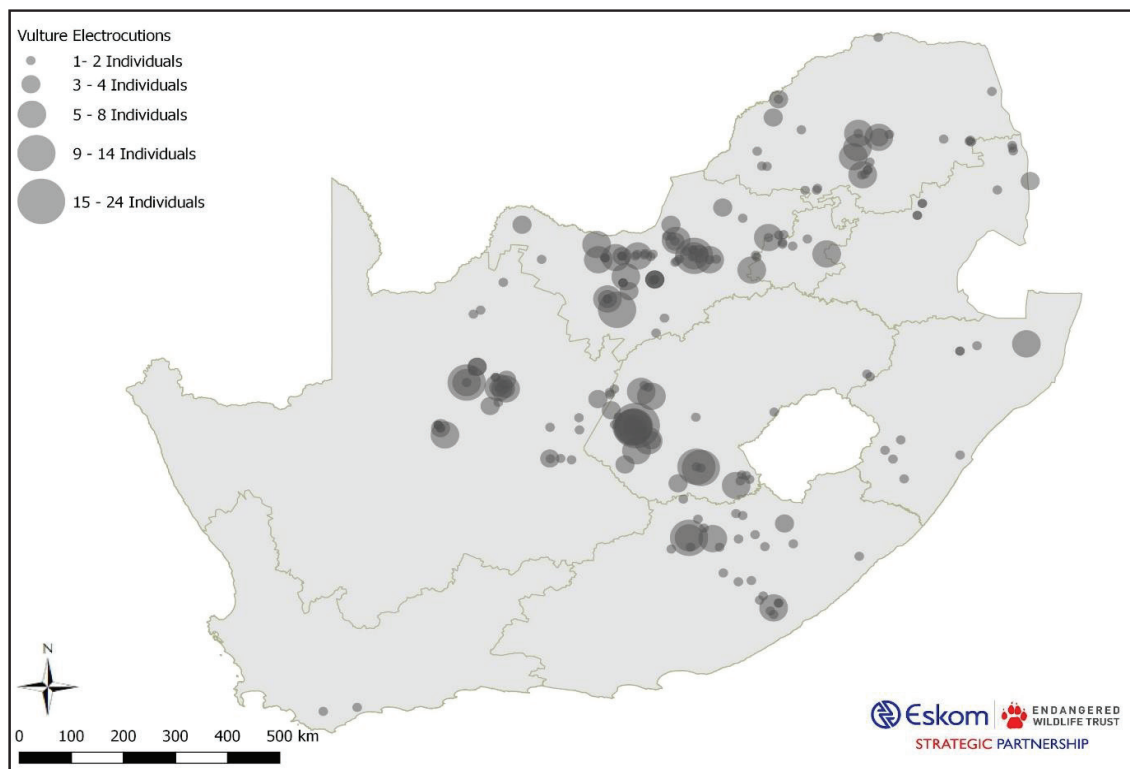 Vulture Electrocutions
1- 2 Individuals
3 - 4 Individuals
5 - 8 Individuals
9 - 14 Individuals
15 - 24 Individuals
N
0 100 200 300 400 500 km
Eskom
ENDANGERED
WILDLIFE TRUST
STRATEGIC PARTNERSHIP